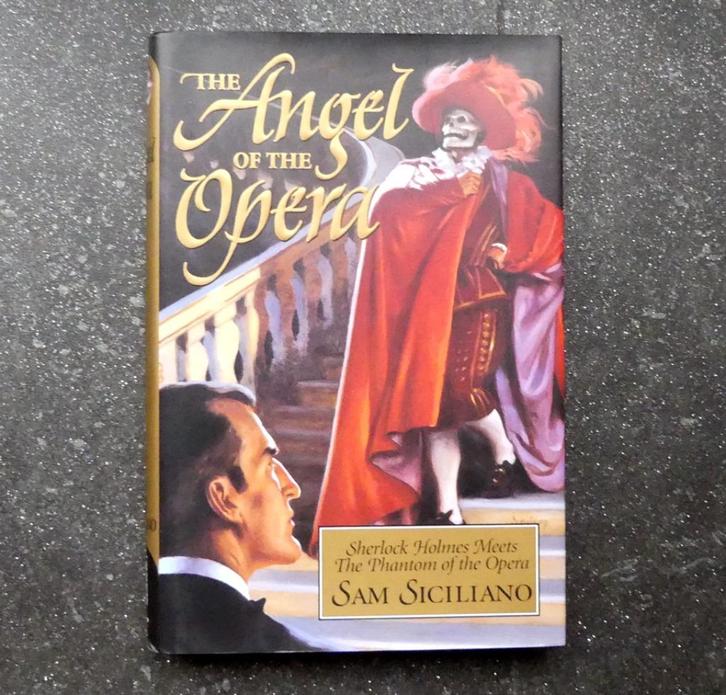 THE
Angel
OF THE
Opera
Sherlock Holmes Meets
The Phantom of the Opera
SAM SICILIANO